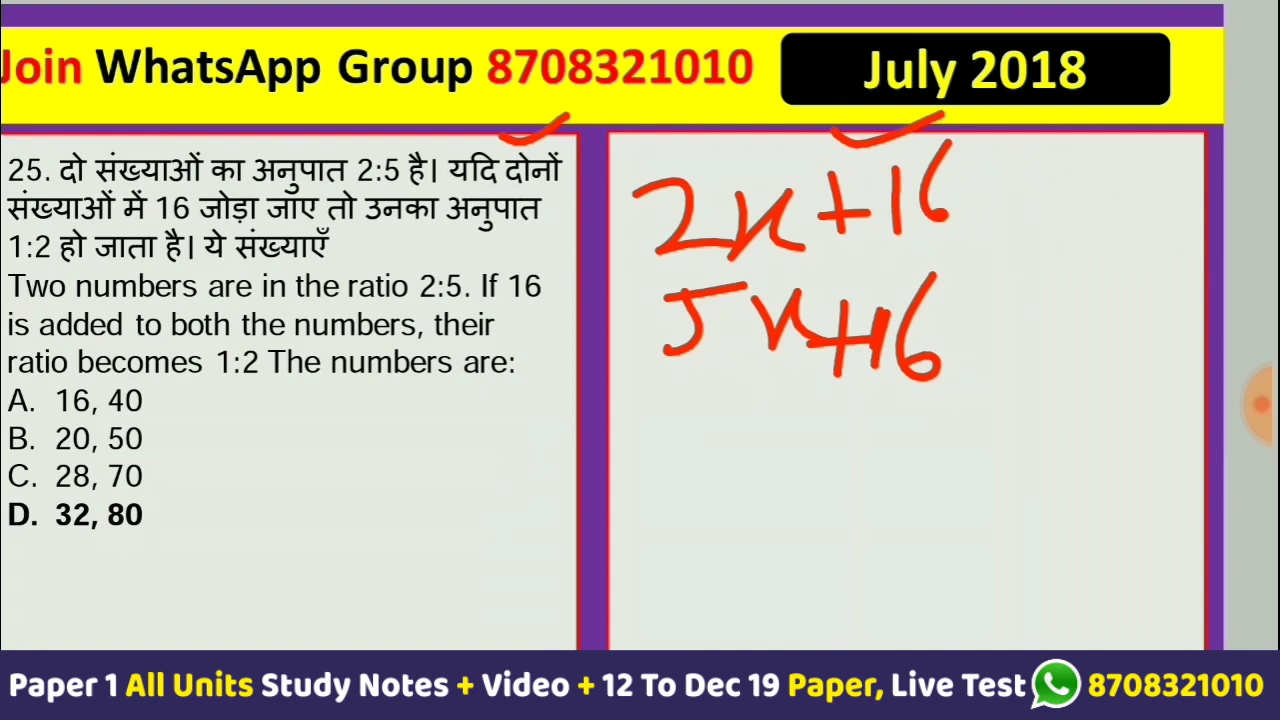 Join WhatsApp Group 8708321010
July 2018
25. दो संख्याओं का अनुपात 2:5 है। यदि दोनों
संख्याओं में 16 जोड़ा जाए तो उनका अनुपात
1:2 हो जाता है। ये संख्याएँ
Two numbers are in the ratio 2:5. If 16
is added to both the numbers, their
ratio becomes 1:2 The numbers are:
A. 16, 40
B. 20, 50
C. 28, 70
D. 32, 80
2x+16
5x+16
Paper 1 All Units Study Notes + Video + 12 To Dec 19 Paper, Live Test 8708321010